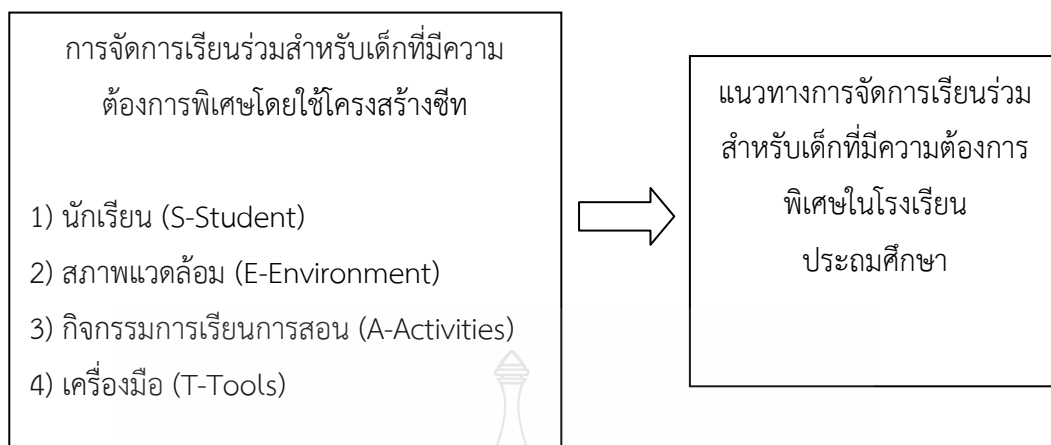 การจัดการเรียนร่วมสำหรับเด็กที่มีความ
ต้องการพิเศษโดยใช้โครงสร้างซีท
1) นักเรียน (S-Student)
2) สภาพแวดล้อม (E-Environment)
3) กิจกรรมการเรียนการสอน (A-Activities)
4) เครื่องมือ (T-Tools)
แนวทางการจัดการเรียนร่วม
สำหรับเด็กที่มีความต้องการ
พิเศษในโรงเรียน
ประถมศึกษา